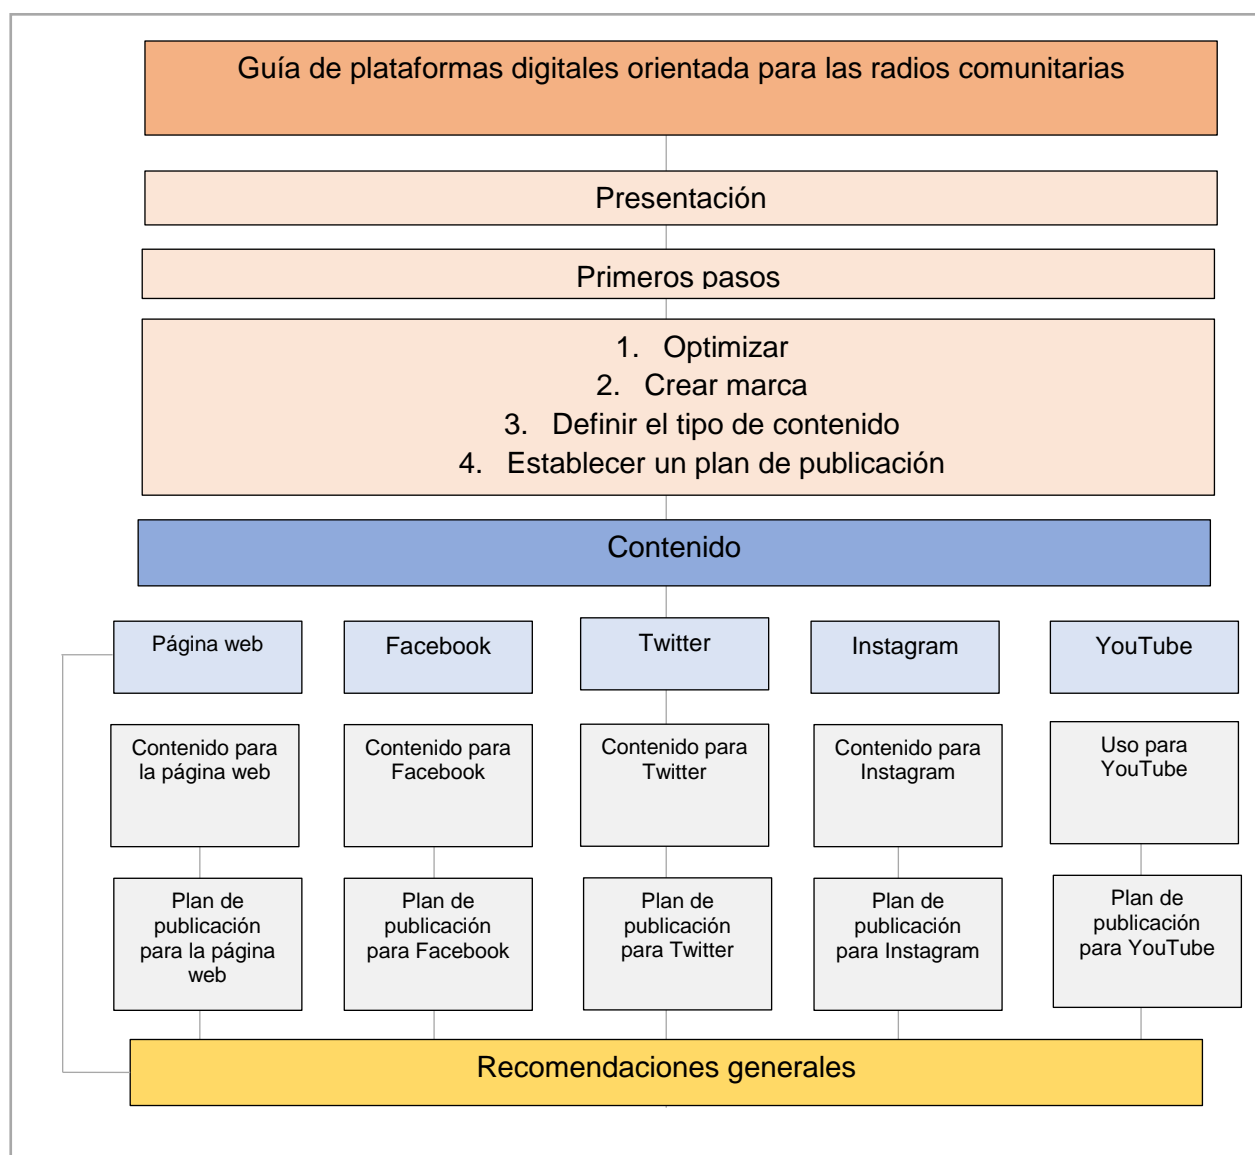 Guía de plataformas digitales orientada para las radios comunitarias
Presentación
Primeros pasos
1. Optimizar
2. Crear marca
3. Definir el tipo de contenido
4. Establecer un plan de publicación
Contenido
Página web
Facebook
Twitter
Instagram
YouTube
Contenido para
la página web
Contenido para
Facebook
Contenido para
Twitter
Contenido para
Instagram
Uso para
YouTube
Plan de
publicación
para la página
web
Plan de
publicación
para Facebook
Plan de
publicación
para Twitter
Plan de
publicación
para Instagram
Plan de
publicación
para YouTube
Recomendaciones generales